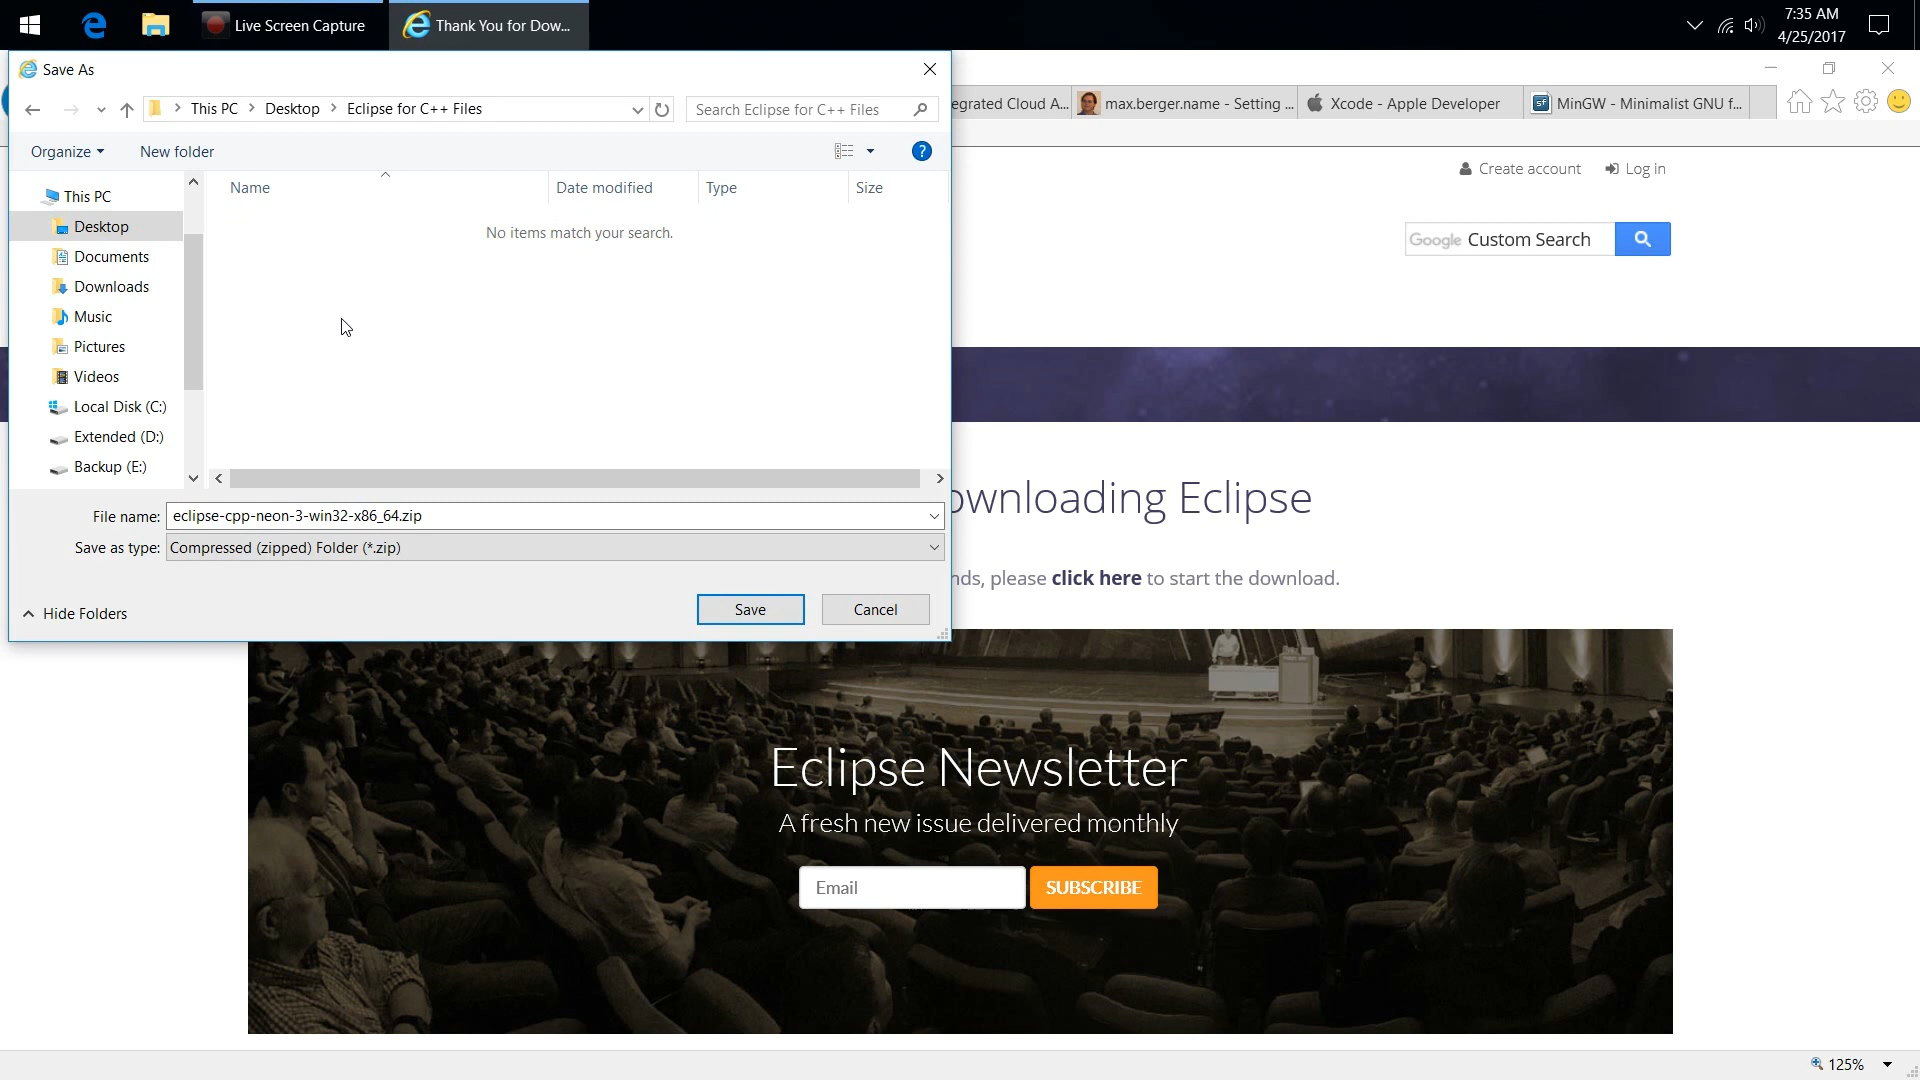 Live Screen Capture
Thank You for Dow...
7:35 AM
4/25/2017
Save As
This PC > Desktop > Eclipse for C++ Files
Search Eclipse for C++ Files
egrated Cloud A...
max.berger.name - Setting ...
Xcode - Apple Developer
sf MinGW - Minimalist GNU f...
Organize
New folder
?
Create account
Log in
Name
Date modified
Type
Size
This PC
Desktop
Documents
Downloads
Music
Pictures
Videos
Local Disk (C:)
Extended (D:)
Backup (E:)
No items match your search.
Google Custom Search
File name: eclipse-cpp-neon-3-win32-x86_64.zip
Save as type: Compressed (zipped) Folder (*.zip)
Hide Folders
Save
Cancel
ownloading Eclipse
nds, please click here to start the download.
Eclipse Newsletter
A fresh new issue delivered monthly
Email
SUBSCRIBE
125%